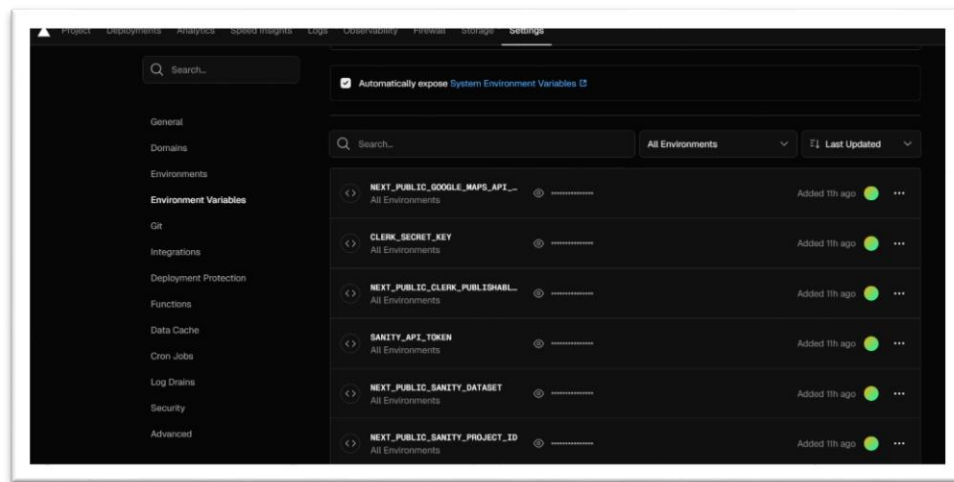 Project Deployments Analytics Speed Insights Logs Observability Firewall Storage Settings
Search...
Automatically expose System Environment Variables
General
Domains
Environments
Environment Variables
Git
Integrations
Deployment Protection
Functions
Data Cache
Cron Jobs
Log Drains
Security
Advanced
Search... All Environments Last Updated
NEXT_PUBLIC_GOOGLE_MAPS_API_… •••••••••••••• Added 11h ago
All Environments
CLERK_SECRET_KEY •••••••••••••• Added 11h ago
All Environments
NEXT_PUBLIC_CLERK_PUBLISHABL… •••••••••••••• Added 11h ago
All Environments
SANITY_API_TOKEN •••••••••••••• Added 11h ago
All Environments
NEXT_PUBLIC_SANITY_DATASET •••••••••••••• Added 11h ago
All Environments
NEXT_PUBLIC_SANITY_PROJECT_ID •••••••••••••• Added 11h ago
All Environments